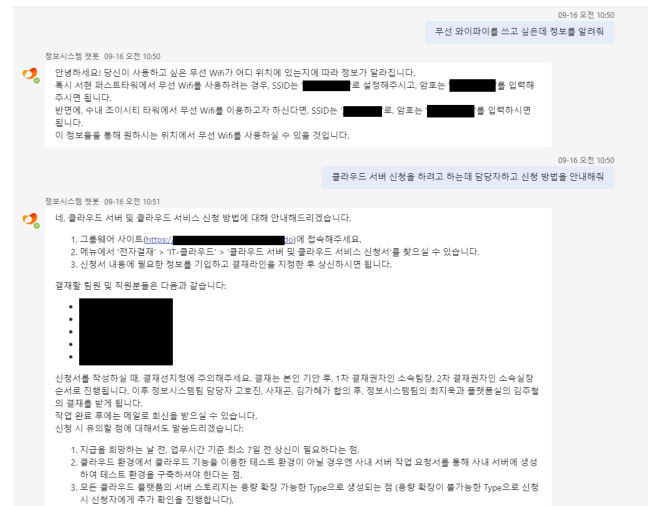 09-16 오전 10:50
무선 와이파이를 쓰고 싶은데 정보를 알려줘
정보시스템 챗봇 09-16 오전 10:50
안녕하세요! 당신이 사용하고 싶은 무선 Wifi가 어디 위치에 있는지에 따라 정보가 달라집니다.
혹시 서현 퍼스트타워에서 무선 Wifi를 사용하려는 경우, SSID는 '로 설정해주시고, 암호는 '를 입력해
주시면 됩니다.
반면에, 수내 조이시티 타워에서 무선 Wifi를 이용하고자 하신다면, SSID는 '로, 암호는 '를 입력하시면
됩니다.
이 정보들을 통해 원하시는 위치에서 무선 Wifi를 사용하실 수 있을 것입니다.
09-16 오전 10:50
클라우드 서버 신청을 하려고 하는데 담당자하고 신청 방법을 안내해줘
정보시스템 챗봇 09-16 오전 10:51
네, 클라우드 서버 및 클라우드 서비스 신청 방법에 대해 안내해드리겠습니다.
1. 그룹웨어 사이트(https:/do)에 접속해주세요.
2. 메뉴에서 '전자결재' > 'IT-클라우드' > '클라우드 서버 및 클라우드 서비스 신청서'를 찾으실 수 있습니다.
3. 신청서 내용에 필요한 정보를 기입하고 결재라인을 지정한 후 상신하시면 됩니다.
결재할 팀원 및 직원분들은 다음과 같습니다:
신청서를 작성하실 때, 결재선지정에 주의해주세요. 결재는 본인 기안 후, 1차 결재권자인 소속팀장, 2차 결재권자인 소속실장
순서로 진행됩니다. 이후 정보시스템팀 담당자 고호진, 사재곤, 김가혜가 합의 후, 정보시스템팀의 최지욱과 플랫폼실의 김주철
의 결재를 받게 됩니다.
작업 완료 후에는 메일로 회신을 받으실 수 있습니다.
신청 시 유의할 점에 대해서도 말씀드리겠습니다:
1. 지급을 희망하는 날 전, 업무시간 기준 최소 7일 전 상신이 필요하다는 점.
2. 클라우드 환경에서 클라우드 기능을 이용한 테스트 환경이 아닐 경우엔 사내 서버 작업 요청서를 통해 사내 서버에 생성
하여 테스트 환경을 구축하셔야 한다는 점.
3. 모든 클라우드 플랫폼의 서버 스토리지는 용량 확장 가능한 Type으로 생성되는 점 (용량 확장이 불가능한 Type으로 신청
시 신청자에게 추가 확인을 진행합니다).